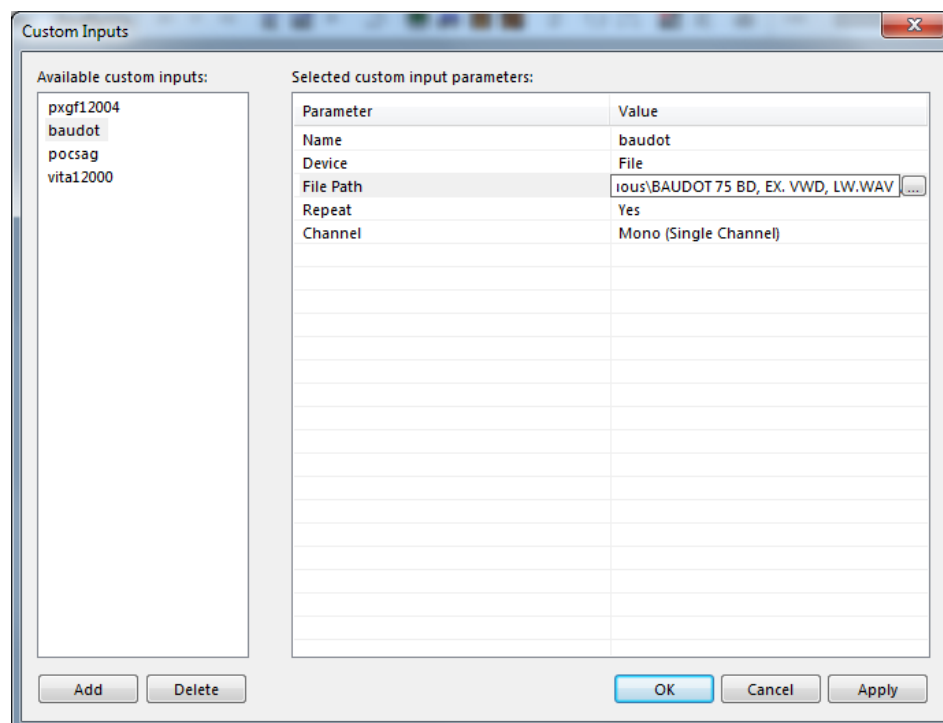 Custom Inputs
Available custom inputs:
Selected custom input parameters:
pxgf12004
baudot
pocsag
vita12000
Parameter Value
Name baudot
Device File
File Path ious\BAUDOT 75 BD, EX. VWD, LW.WAV ...
Repeat Yes
Channel Mono (Single Channel)
Add Delete OK Cancel Apply